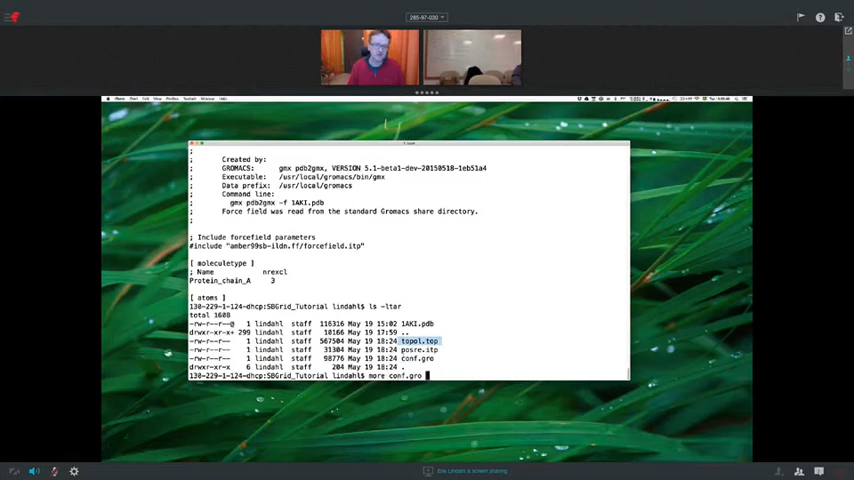 285-97-030
;
; Created by:
; GROMACS: gmx pdb2gmx, VERSION 5.1-beta1-dev-20150518-1eb51a4
; Executable: /usr/local/gromacs/bin/gmx
; Data prefix: /usr/local/gromacs
; Command line:
; gmx pdb2gmx -f 1AKI.pdb
; Force field was read from the standard Gromacs share directory.
;
; Include forcefield parameters
#include "amber99sb-ildn.ff/forcefield.itp"
[ moleculetype ]
; Name nrexcl
Protein_chain_A 3
[ atoms ]
130-229-1-124-dhcp:SBGrid_Tutorial lindahl$ ls -ltar
total 1608
-rw-r--r--@ 1 lindahl staff 116316 May 19 15:02 1AKI.pdb
drwxr-xr-x+ 299 lindahl staff 10166 May 19 17:59 ..
-rw-r--r-- 1 lindahl staff 567504 May 19 18:24 topol.top
-rw-r--r-- 1 lindahl staff 31304 May 19 18:24 posre.itp
-rw-r--r-- 1 lindahl staff 98776 May 19 18:24 conf.gro
drwxr-xr-x 6 lindahl staff 204 May 19 18:24 .
130-229-1-124-dhcp:SBGrid_Tutorial lindahl$ more conf.gro
Erik Lindahl is screen sharing